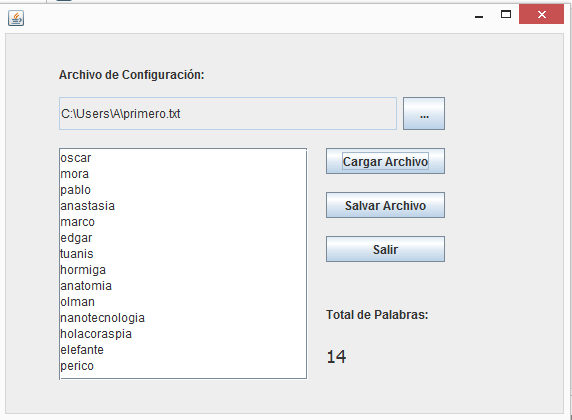 Archivo de Configuración:
C:\Users\A\primero.txt
...
oscar
mora
pablo
anastasia
marco
edgar
tuanis
hormiga
anatomia
olman
nanotecnologia
holacoraspia
elefante
perico
Cargar Archivo
Salvar Archivo
Salir
Total de Palabras:
14